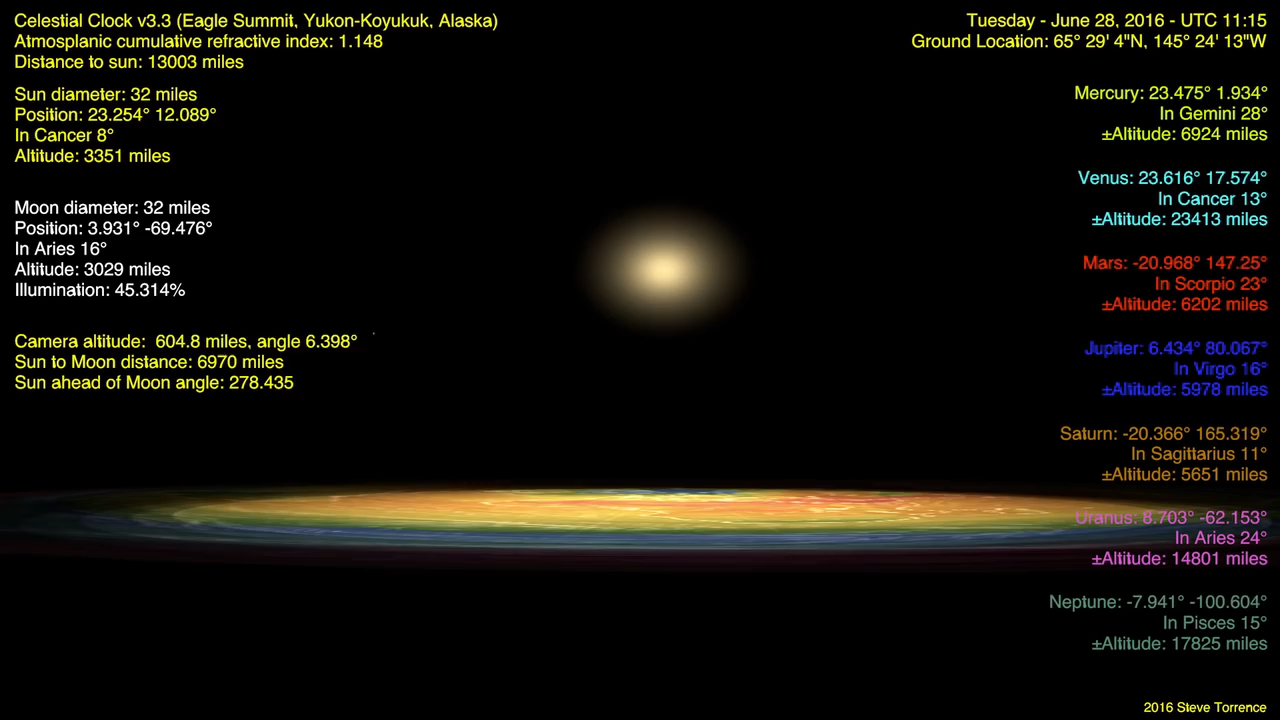 Celestial Clock v3.3 (Eagle Summit, Yukon-Koyukuk, Alaska)
Atmosplanic cumulative refractive index: 1.148
Distance to sun: 13003 miles
Sun diameter: 32 miles
Position: 23.254° 12.089°
In Cancer 8°
Altitude: 3351 miles
Moon diameter: 32 miles
Position: 3.931° -69.476°
In Aries 16°
Altitude: 3029 miles
Illumination: 45.314%
Camera altitude:  604.8 miles, angle 6.398°
Sun to Moon distance: 6970 miles
Sun ahead of Moon angle: 278.435
Tuesday - June 28, 2016 - UTC 11:15
Ground Location: 65° 29' 4"N, 145° 24' 13"W
Mercury: 23.475° 1.934°
In Gemini 28°
±Altitude: 6924 miles
Venus: 23.616° 17.574°
In Cancer 13°
±Altitude: 23413 miles
Mars: -20.968° 147.25°
In Scorpio 23°
±Altitude: 6202 miles
Jupiter: 6.434° 80.067°
In Virgo 16°
±Altitude: 5978 miles
Saturn: -20.366° 165.319°
In Sagittarius 11°
±Altitude: 5651 miles
Uranus: 8.703° -62.153°
In Aries 24°
±Altitude: 14801 miles
Neptune: -7.941° -100.604°
In Pisces 15°
±Altitude: 17825 miles
2016 Steve Torrence